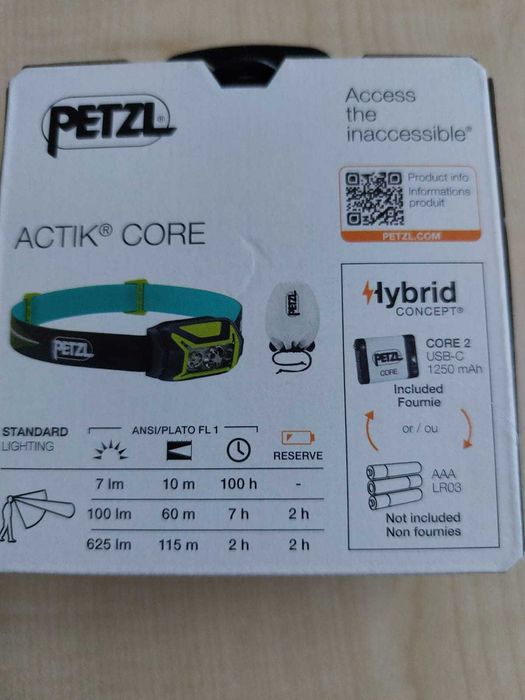 PETZL®
Access
the
inaccessible®
Product info
Informations
produit
PETZL.COM
ACTIK® CORE
PETZL
PETZL
Hybrid
CONCEPT®
PETZL
CORE
CORE 2
USB-C
1250 mAh
Included
Fournie
or / ou
AAA
LR03
Not included
Non fournies
STANDARD
LIGHTING
ANSI/PLATO FL 1
RESERVE
7 lm 10 m 100 h -
100 lm 60 m 7 h 2 h
625 lm 115 m 2 h 2 h